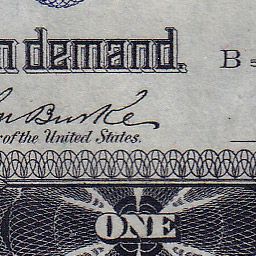 n demand. B
Burke
r of the United States.
ONE